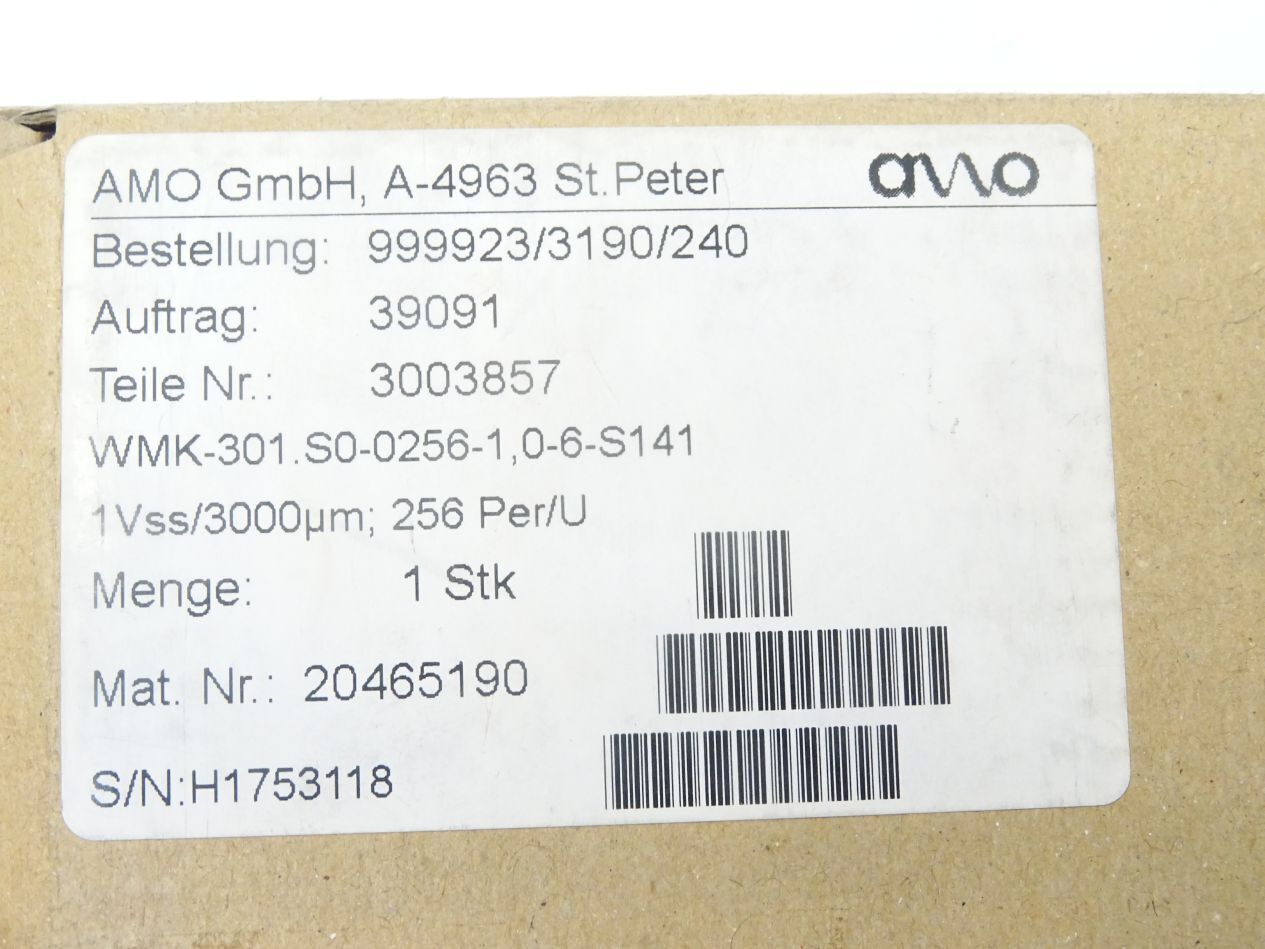 AMO GmbH, A-4963 St.Peter amo
Bestellung: 999923/3190/240
Auftrag: 39091
Teile Nr.: 3003857
WMK-301.S0-0256-1,0-6-S141
1Vss/3000µm; 256 Per/U
Menge: 1 Stk
Mat. Nr.: 20465190
S/N:H1753118